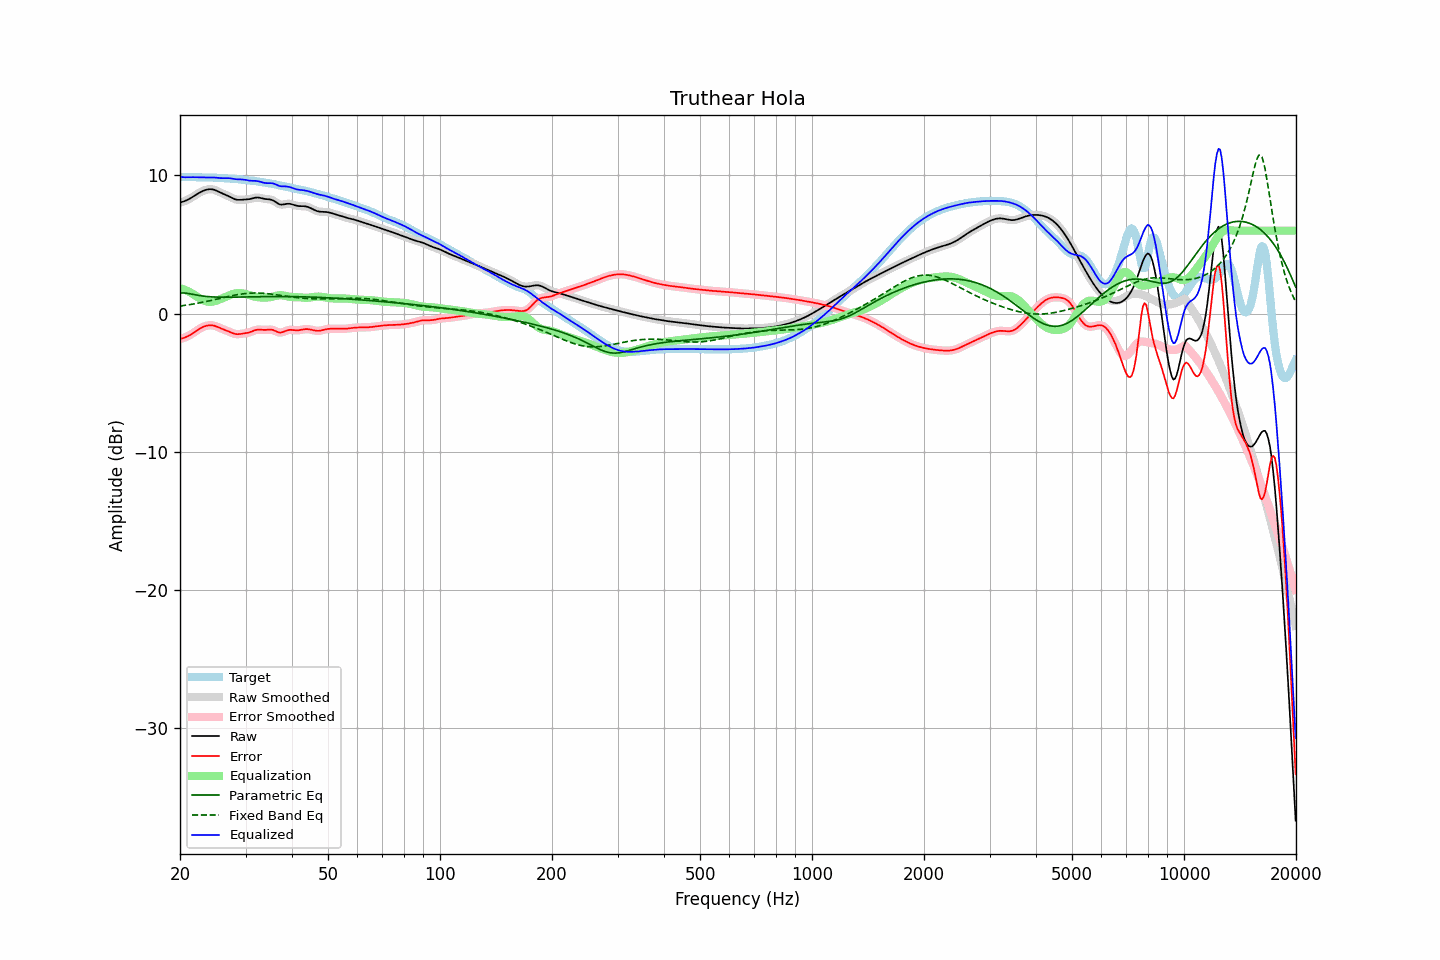 Truthear Hola
10
0
−10
−20
−30
Amplitude (dBr)
Target
Raw Smoothed
Error Smoothed
Raw
Error
Equalization
Parametric Eq
Fixed Band Eq
Equalized
20 50 100 200 500 1000 2000 5000 10000 20000
Frequency (Hz)